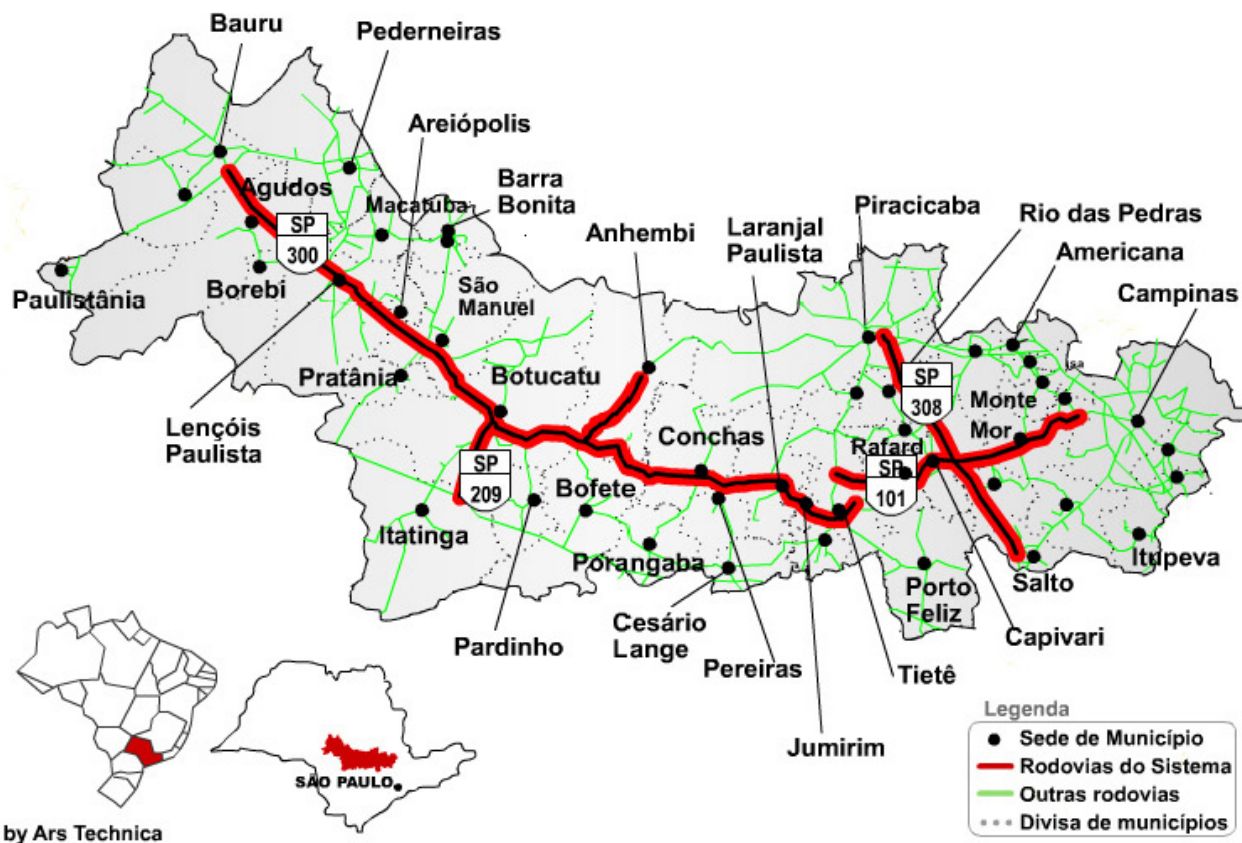 Bauru
Pederneiras
Areiópolis
Agudos
Macatuba
Barra
Bonita
Anhembi
Laranjal
Paulista
Piracicaba
Rio das Pedras
Americana
Campinas
SP
300
Paulistânia
Borebi
São
Manuel
Pratânia
Botucatu
Lençóis
Paulista
SP
308
Monte
Mor
Conchas
Rafard
SP
101
SP
209
Itatinga
Bofete
Porangaba
Pardinho
Cesário
Lange
Pereiras
Jumirim
Tietê
Porto
Feliz
Salto
Itupeva
Capivari
SÃO PAULO
by Ars Technica
Legenda
Sede de Município
Rodovias do Sistema
Outras rodovias
Divisa de municípios